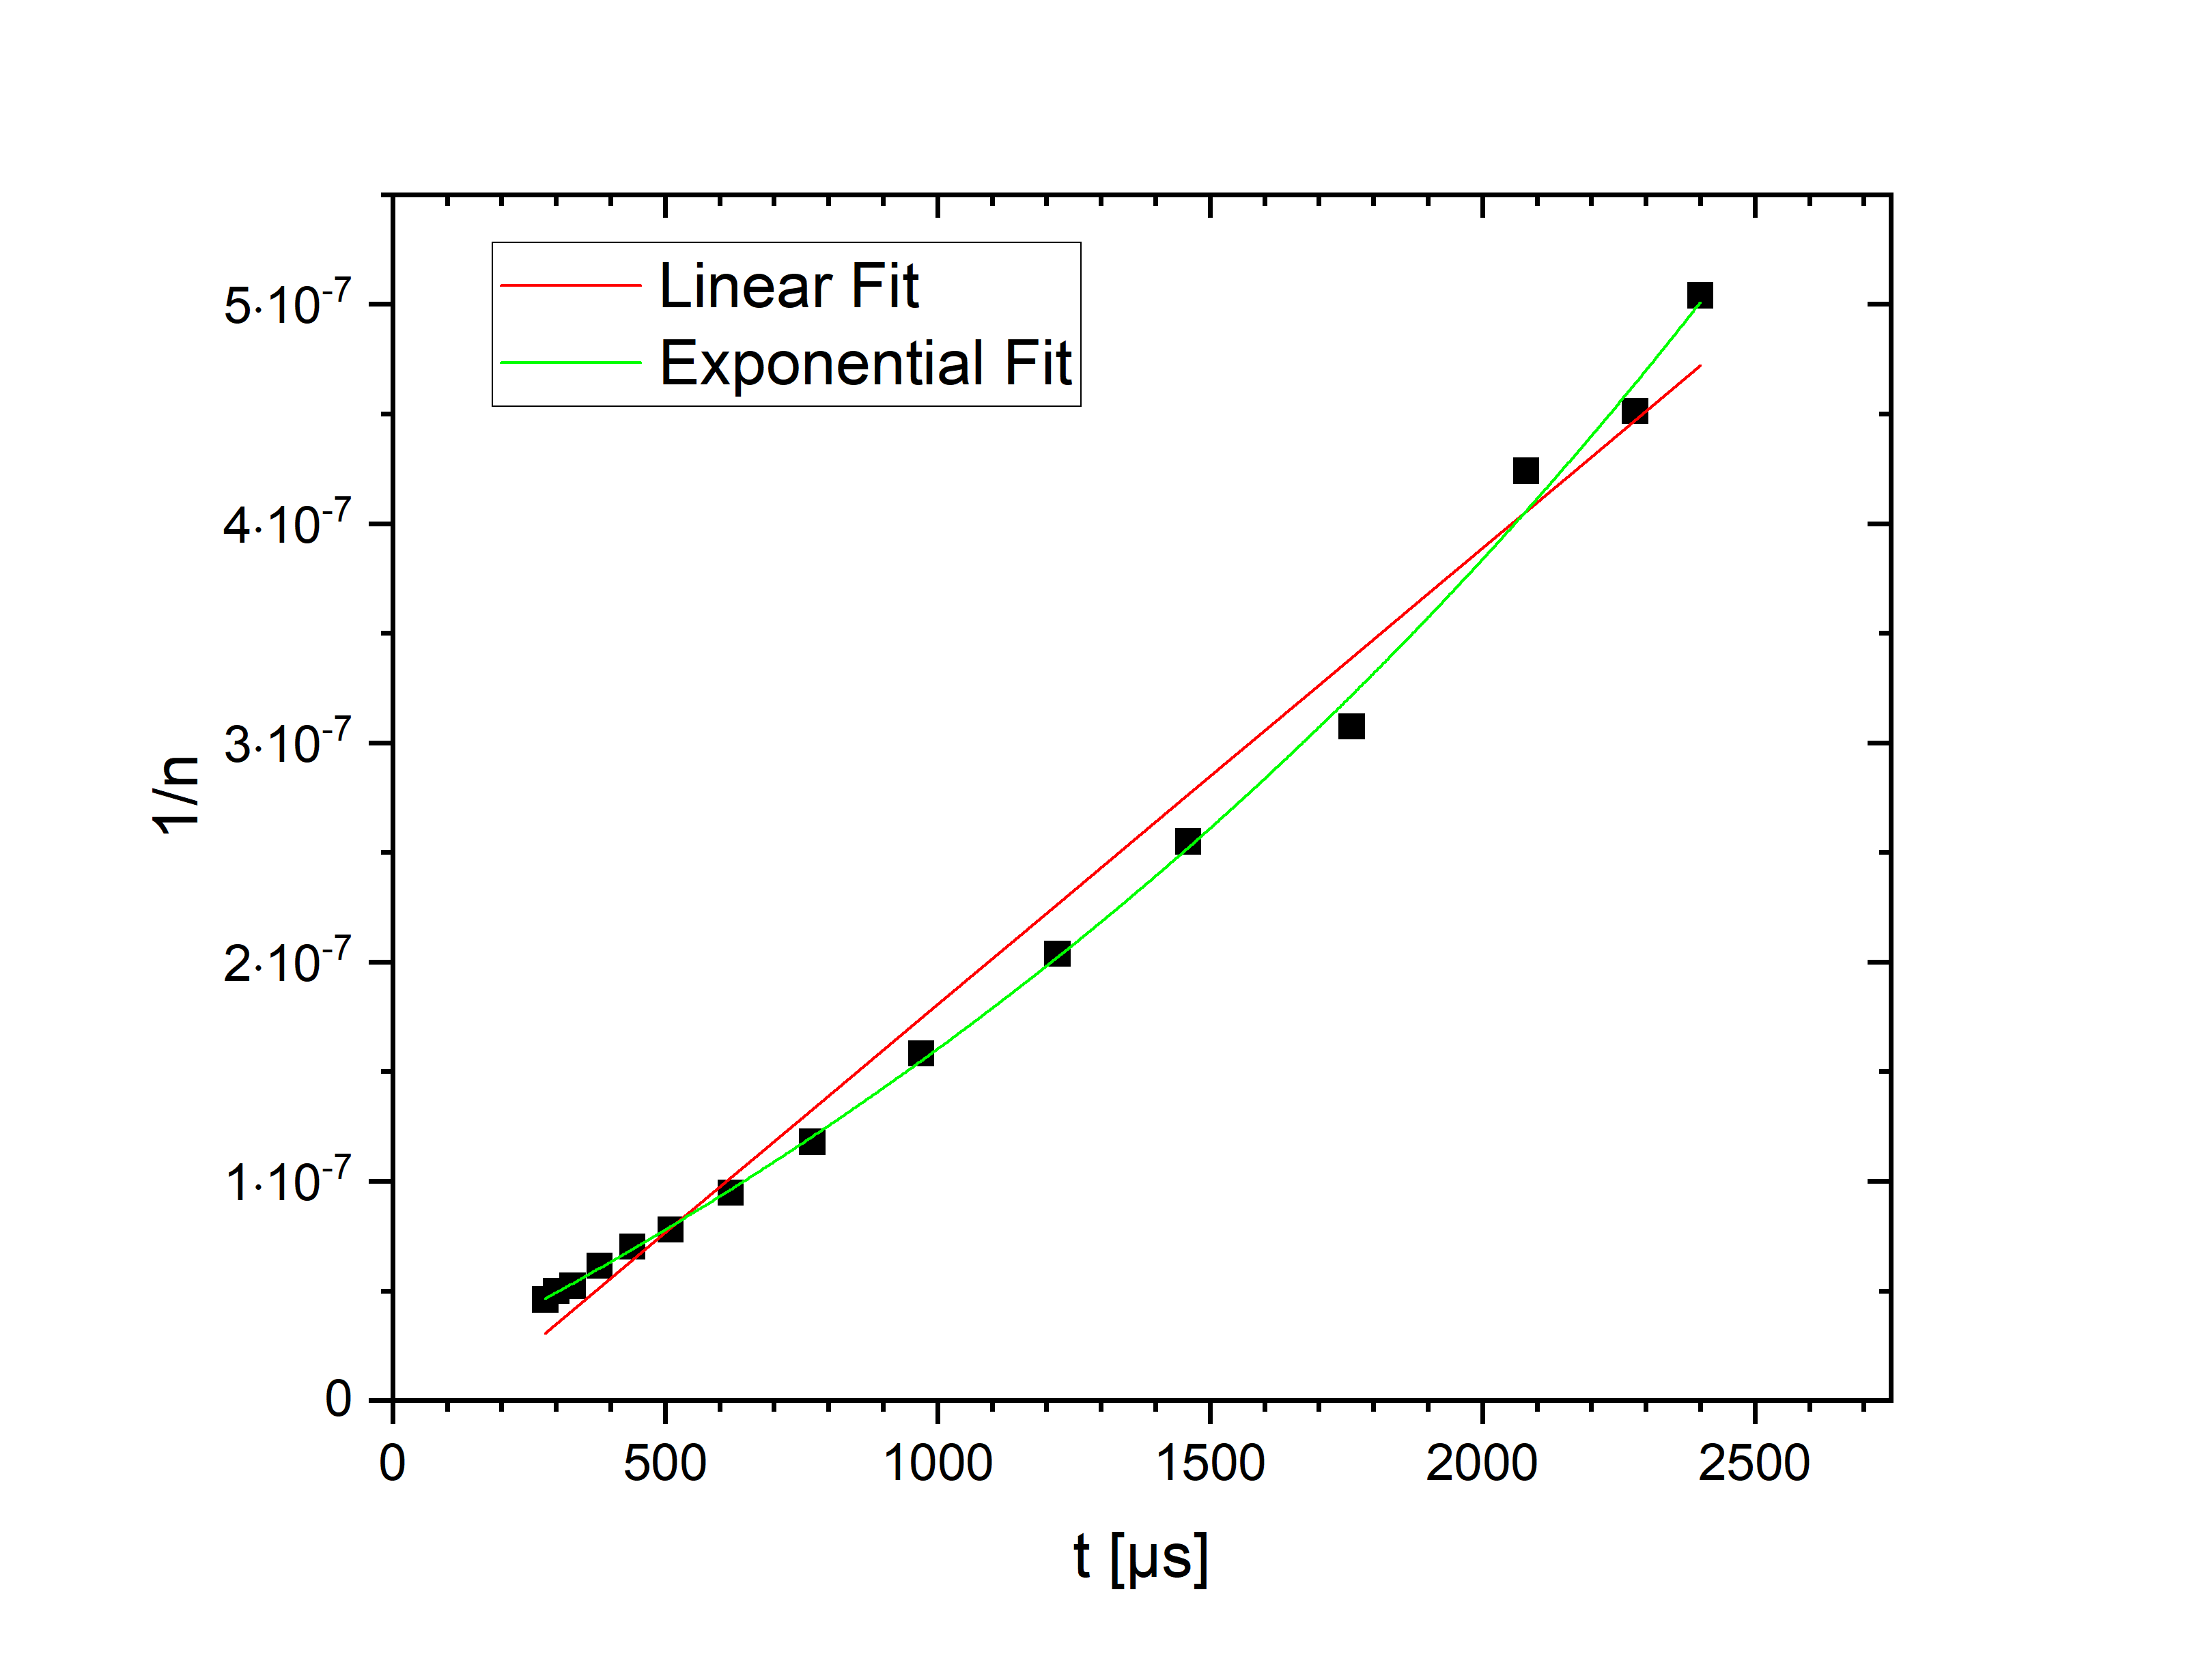 Linear Fit
Exponential Fit
5·10⁻⁷
4·10⁻⁷
3·10⁻⁷
2·10⁻⁷
1·10⁻⁷
0
1/n
0 500 1000 1500 2000 2500
t [µs]